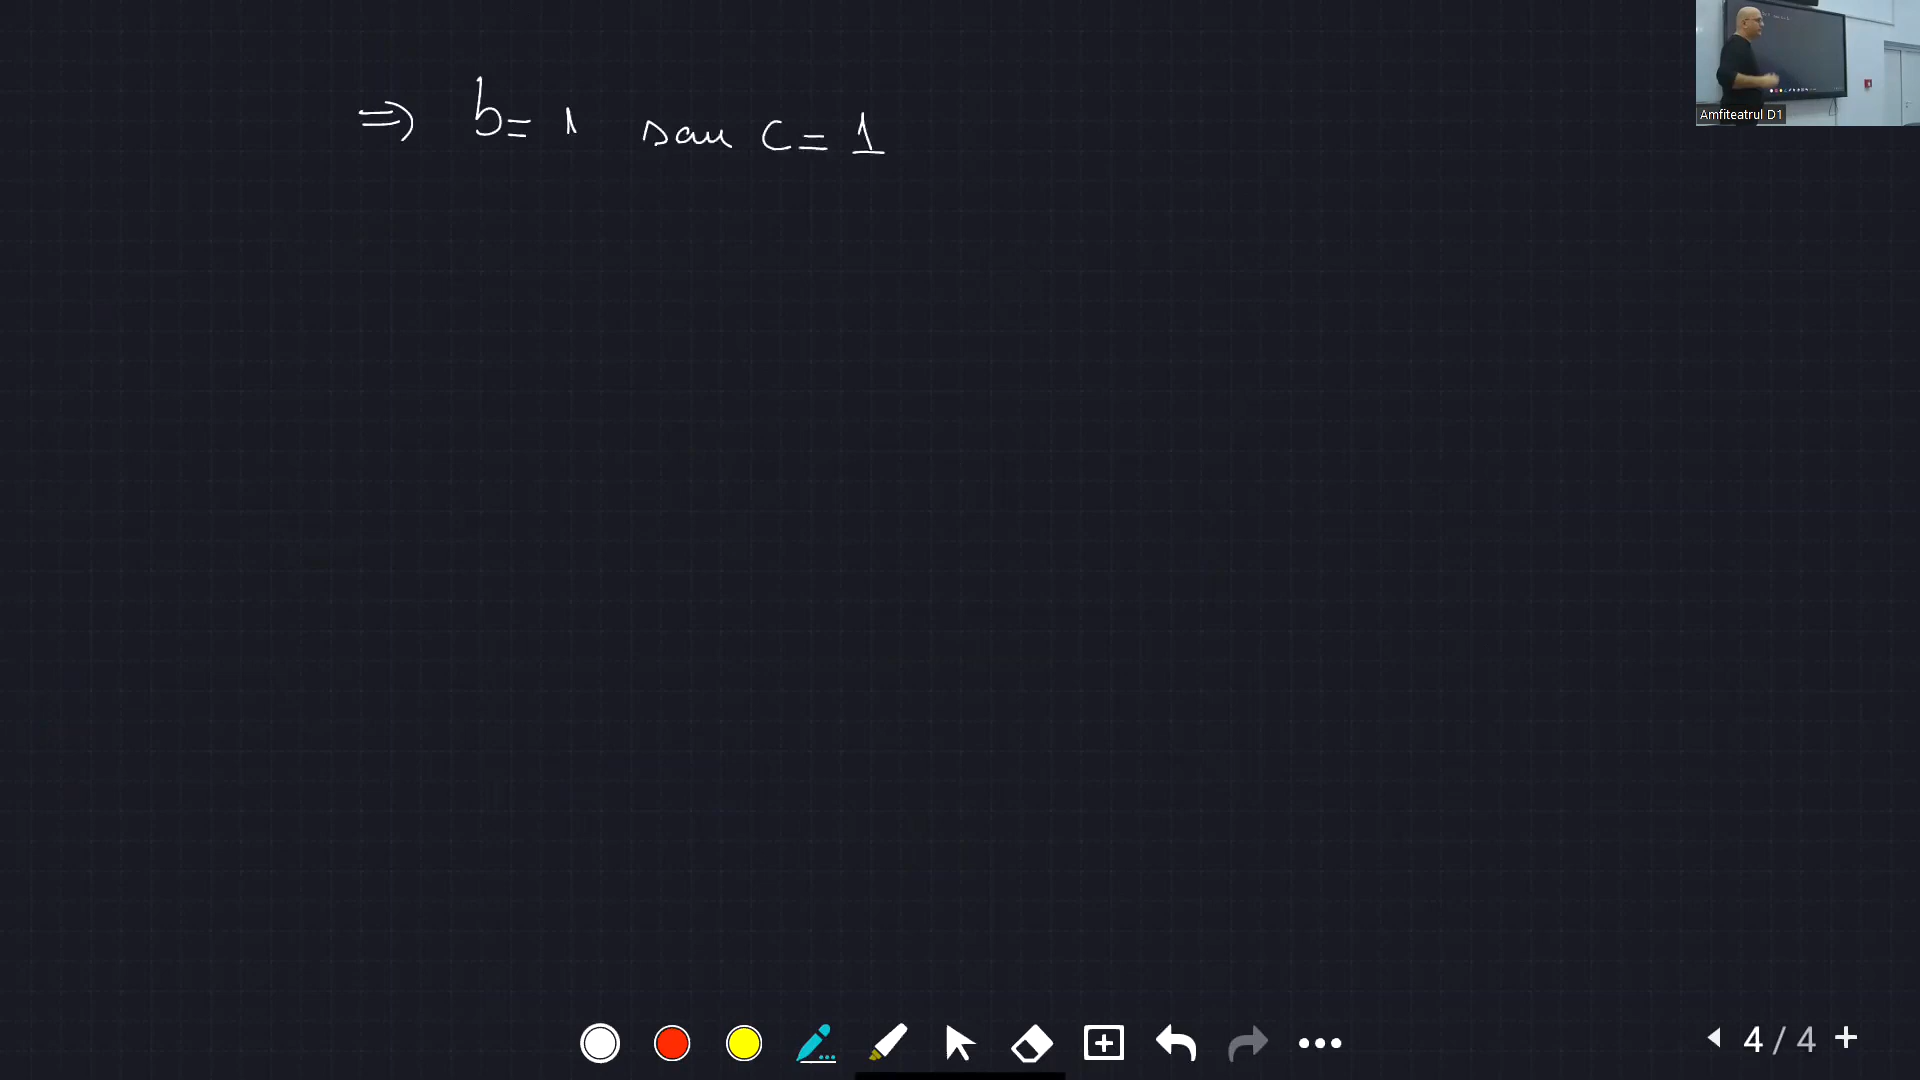 ⇒ b = 1 sau c = 1
Amfiteatrul D1
4 / 4